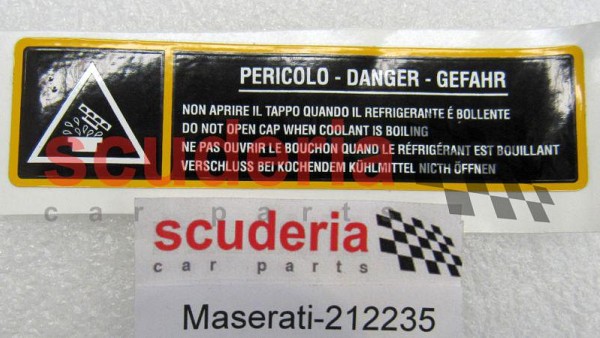 PERICOLO - DANGER - GEFAHR
NON APRIRE IL TAPPO QUANDO IL REFRIGERANTE É BOLLENTE
DO NOT OPEN CAP WHEN COOLANT IS BOILING
NE PAS OUVRIR LE BOUCHON QUAND LE RÉFRIGÉRANT EST BOUILLANT
VERSCHLUSS BEI KOCHENDEM KÜHLMITTEL NICTH ÖFFNEN
scuderia
car parts
scuderia
car parts
Maserati-212235